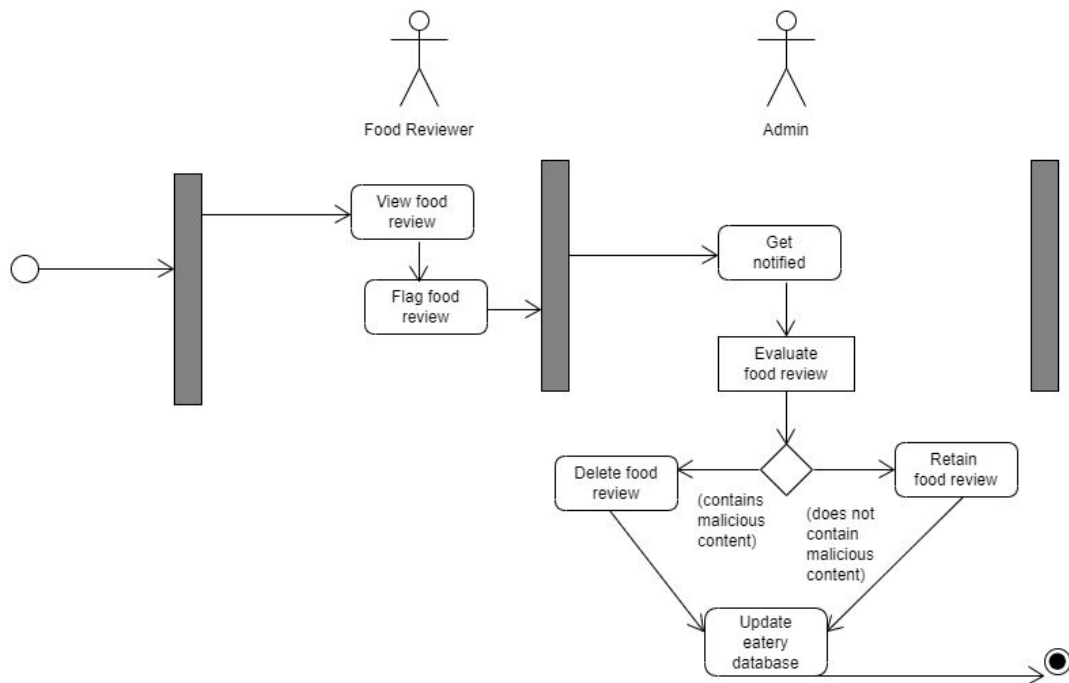 Food Reviewer
Admin
View food
review
Flag food
review
Get
notified
Evaluate
food review
Delete food
review
(contains
malicious
content)
Retain
food review
(does not
contain
malicious
content)
Update
eatery
database